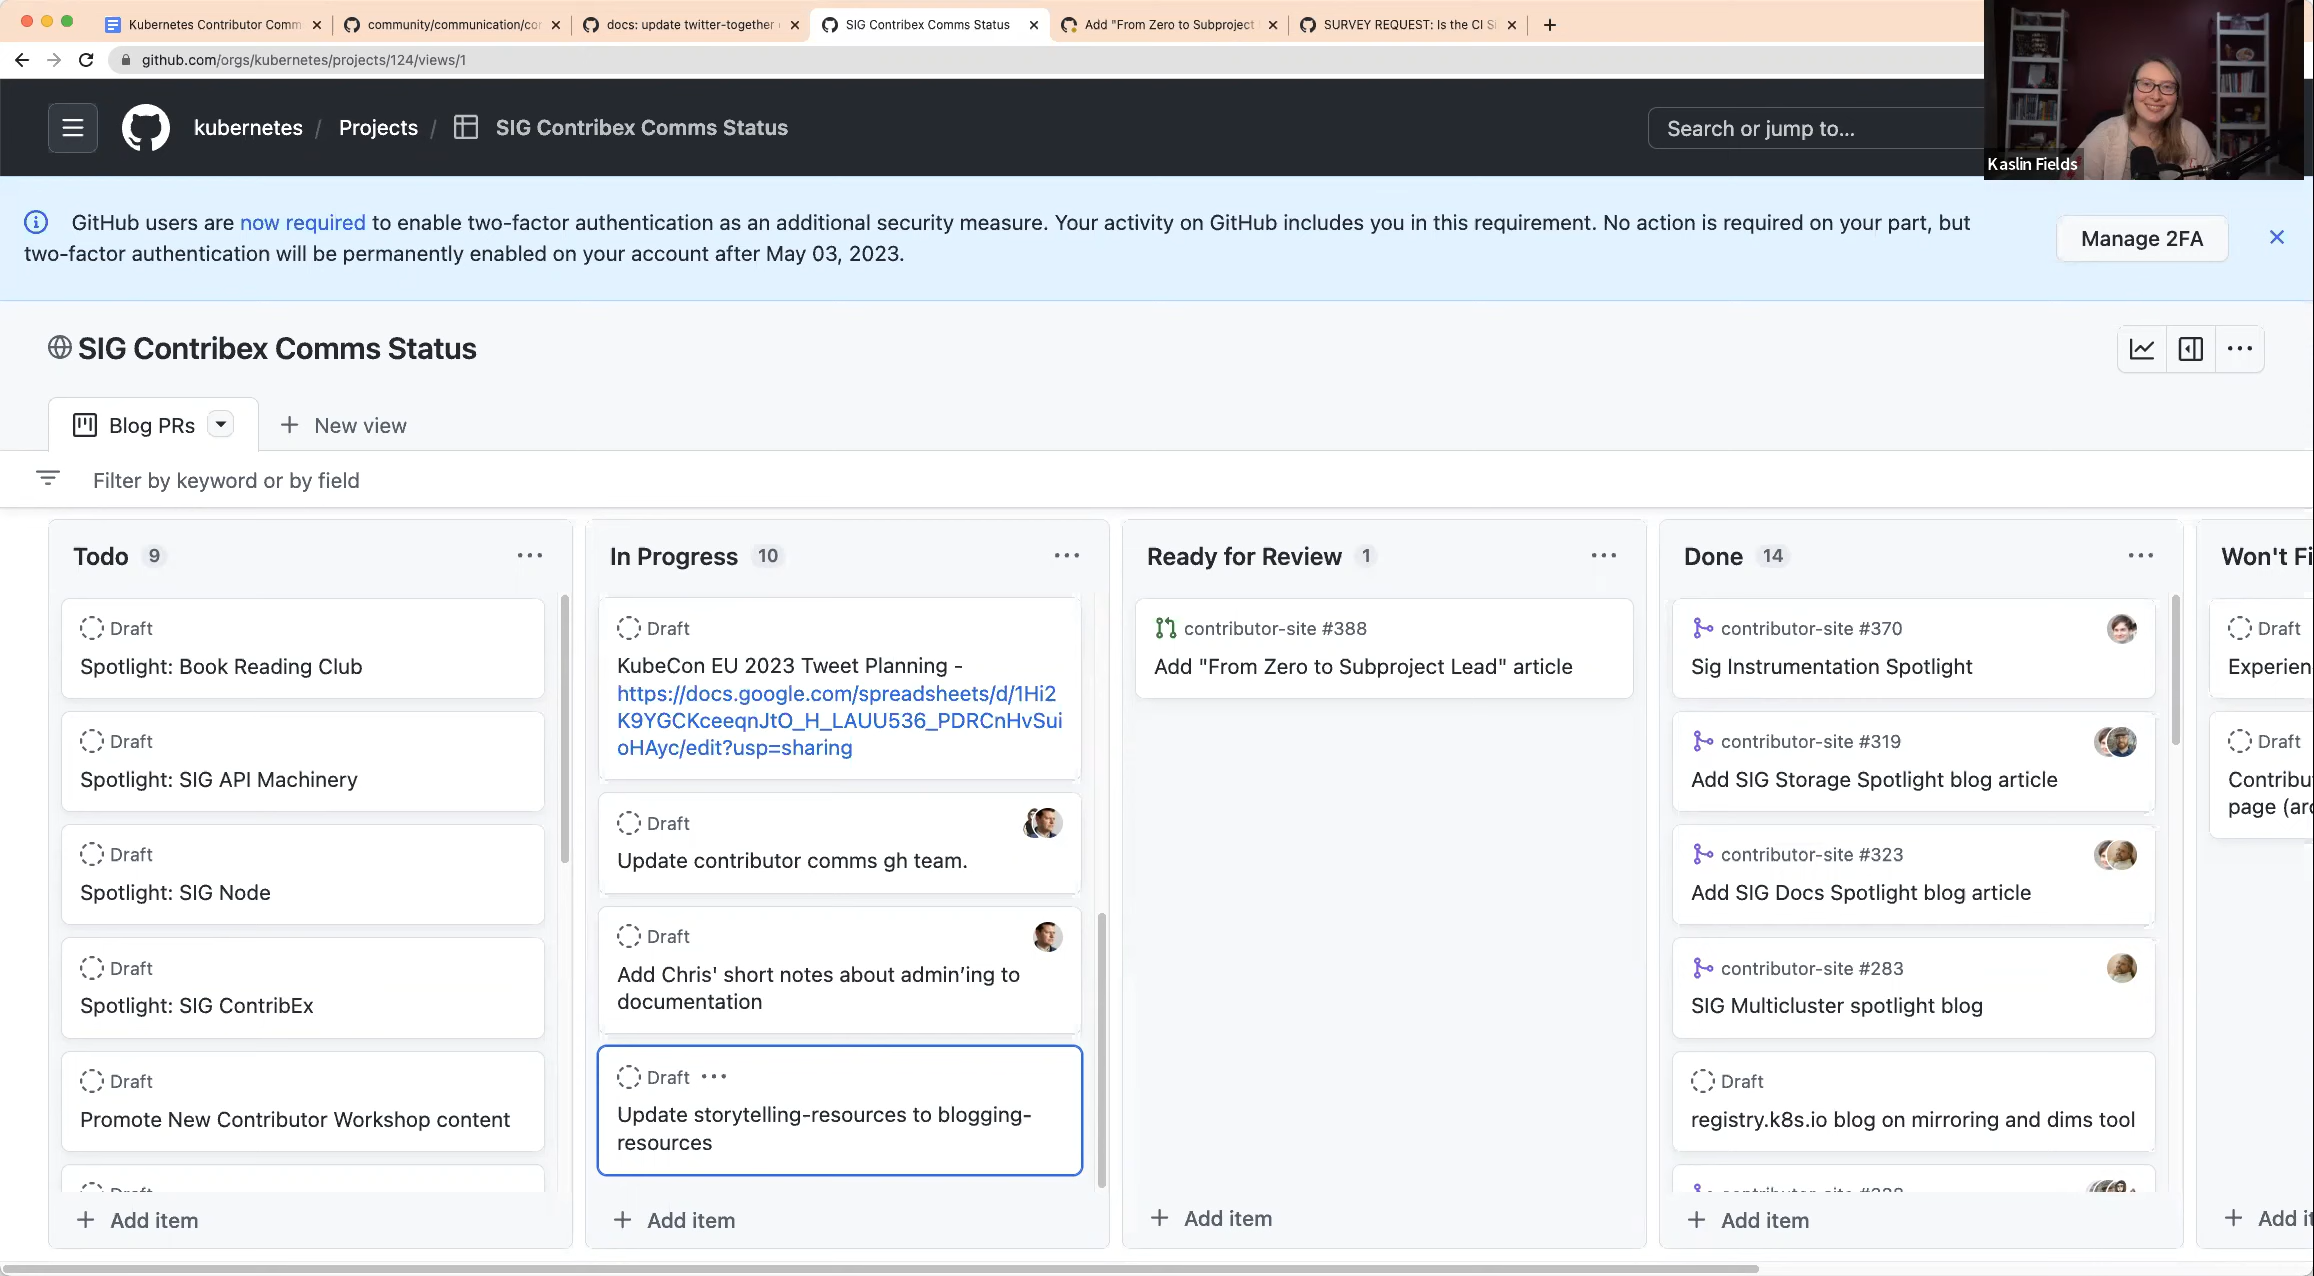 Kubernetes Contributor Comm
community/communication/con
docs: update twitter-together
SIG Contribex Comms Status
Add "From Zero to Subproject
SURVEY REQUEST: Is the CI Si
github.com/orgs/kubernetes/projects/124/views/1
kubernetes / Projects / SIG Contribex Comms Status
Search or jump to...
Kaslin Fields
GitHub users are now required to enable two-factor authentication as an additional security measure. Your activity on GitHub includes you in this requirement. No action is required on your part, but
two-factor authentication will be permanently enabled on your account after May 03, 2023.
Manage 2FA
SIG Contribex Comms Status
Blog PRs
New view
Filter by keyword or by field
Todo 9
Draft
Spotlight: Book Reading Club
Draft
Spotlight: SIG API Machinery
Draft
Spotlight: SIG Node
Draft
Spotlight: SIG ContribEx
Draft
Promote New Contributor Workshop content
Draft
Add item
In Progress 10
Draft
KubeCon EU 2023 Tweet Planning -
https://docs.google.com/spreadsheets/d/1Hi2
K9YGCKceeqnJtO_H_LAUU536_PDRCnHvSui
oHAyc/edit?usp=sharing
Draft
Update contributor comms gh team.
Draft
Add Chris' short notes about admin’ing to
documentation
Draft
Update storytelling-resources to blogging-
resources
Add item
Ready for Review 1
contributor-site #388
Add "From Zero to Subproject Lead" article
Add item
Done 14
contributor-site #370
Sig Instrumentation Spotlight
contributor-site #319
Add SIG Storage Spotlight blog article
contributor-site #323
Add SIG Docs Spotlight blog article
contributor-site #283
SIG Multicluster spotlight blog
Draft
registry.k8s.io blog on mirroring and dims tool
Add item
Won't Fi
Draft
Experien
Draft
Contribu
page (arc
Add it